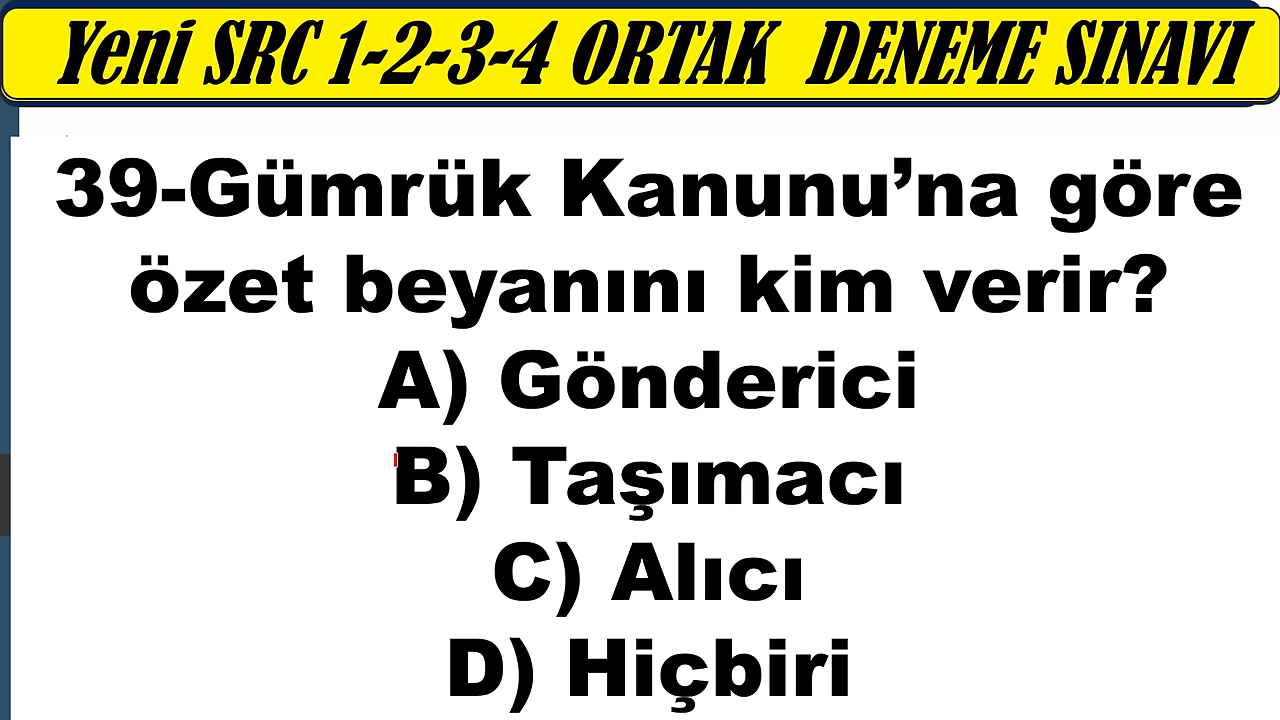 Yeni SRC 1-2-3-4 ORTAK DENEME SINAVI
39-Gümrük Kanunu’na göre
özet beyanını kim verir?
A) Gönderici
B) Taşımacı
C) Alıcı
D) Hiçbiri